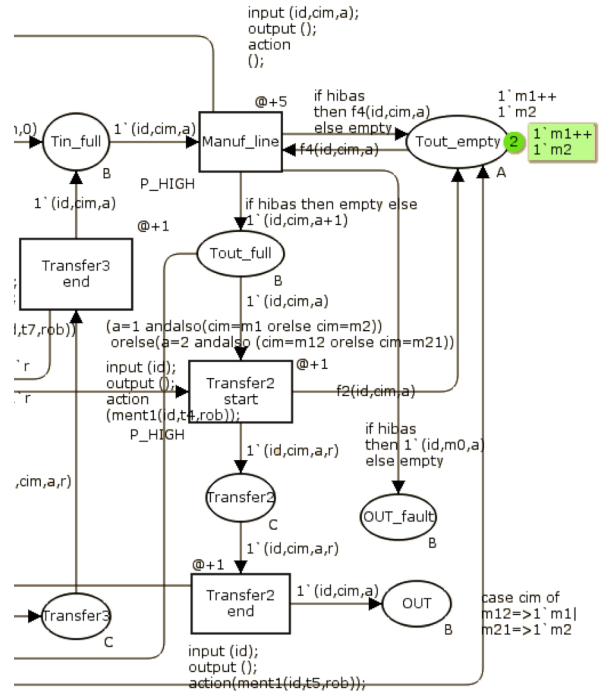 input (id,cim,a);
output ();
action
();
@+5
if hibas
then f4(id,cim,a)
else empty
1`m1++
1`m2
n,0)
Tin_full
1`(id,cim,a)
Manuf_line
f4(id,cim,a)
Tout_empty
2
1`m1++
1`m2
B
P_HIGH
A
1`(id,cim,a)
if hibas then empty else
1`(id,cim,a+1)
@+1
Transfer3
end
Tout_full
B
1`(id,cim,a)
,t7,rob))
(a=1 andalso(cim=m1 orelse cim=m2))
orelse(a=2 andalso (cim=m12 orelse cim=m21))
`r
`r
input (id);
output ();
action
(ment1(id,t4,rob));
P_HIGH
@+1
Transfer2
start
f2(id,cim,a)
if hibas
then 1`(id,m0,a)
else empty
1`(id,cim,a,r)
,cim,a,r)
Transfer2
C
OUT_fault
B
1`(id,cim,a,r)
@+1
Transfer2
end
1`(id,cim,a)
OUT
B
case cim of
m12=>1`m1|
m21=>1`m2
Transfer3
C
input (id);
output ();
action(ment1(id,t5,rob));